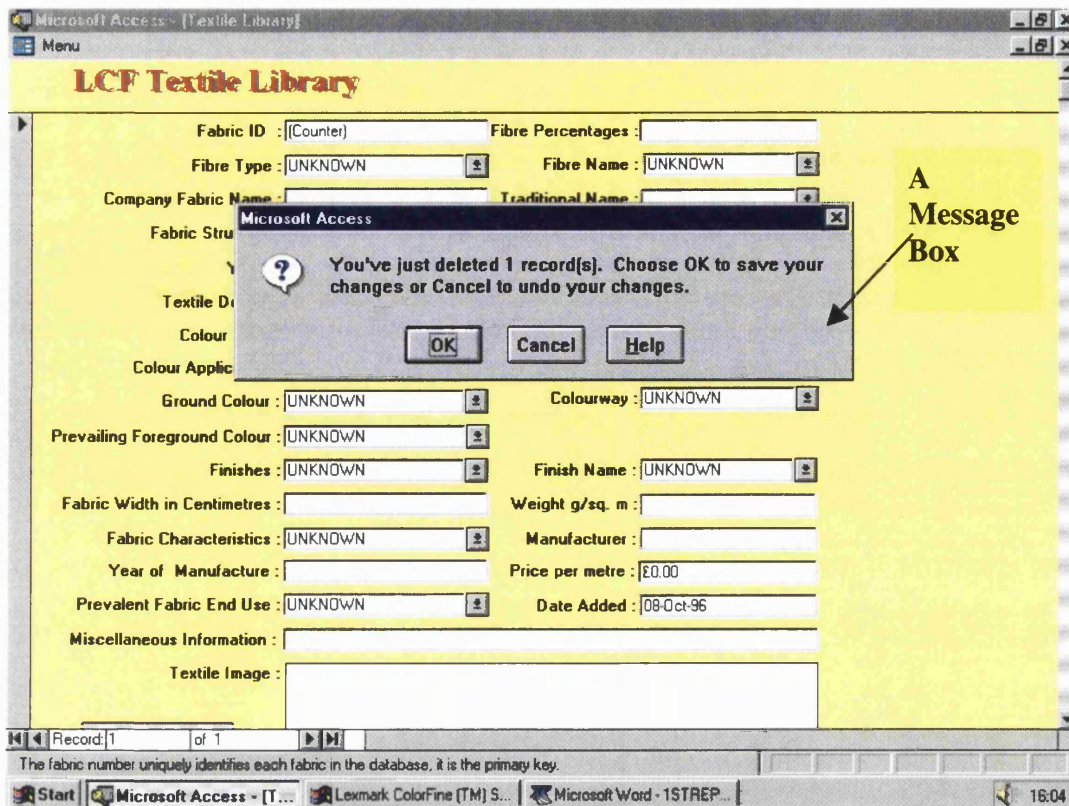 Microsoft Access - [Textile Library]
Menu
LCF Textile Library
Fabric ID : (Counter) Fibre Percentages :
Fibre Type : UNKNOWN Fibre Name : UNKNOWN
Company Fabric Name : Traditional Name :
Fabric Stru
Y
Textile De
Colour
Colour Applic
Microsoft Access
You've just deleted 1 record(s). Choose OK to save your
changes or Cancel to undo your changes.
OK Cancel Help
A
Message
Box
Ground Colour : UNKNOWN Colourway : UNKNOWN
Prevailing Foreground Colour : UNKNOWN
Finishes : UNKNOWN Finish Name : UNKNOWN
Fabric Width in Centimetres : Weight g/sq. m :
Fabric Characteristics : UNKNOWN Manufacturer :
Year of Manufacture : Price per metre : £0.00
Prevalent Fabric End Use : UNKNOWN Date Added : 08-Oct-96
Miscellaneous Information :
Textile Image :
Record: 1 of 1
The fabric number uniquely identifies each fabric in the database, it is the primary key.
Start Microsoft Access - [T... Lexmark ColorFine (TM) S... Microsoft Word - 1STREP... 16:04